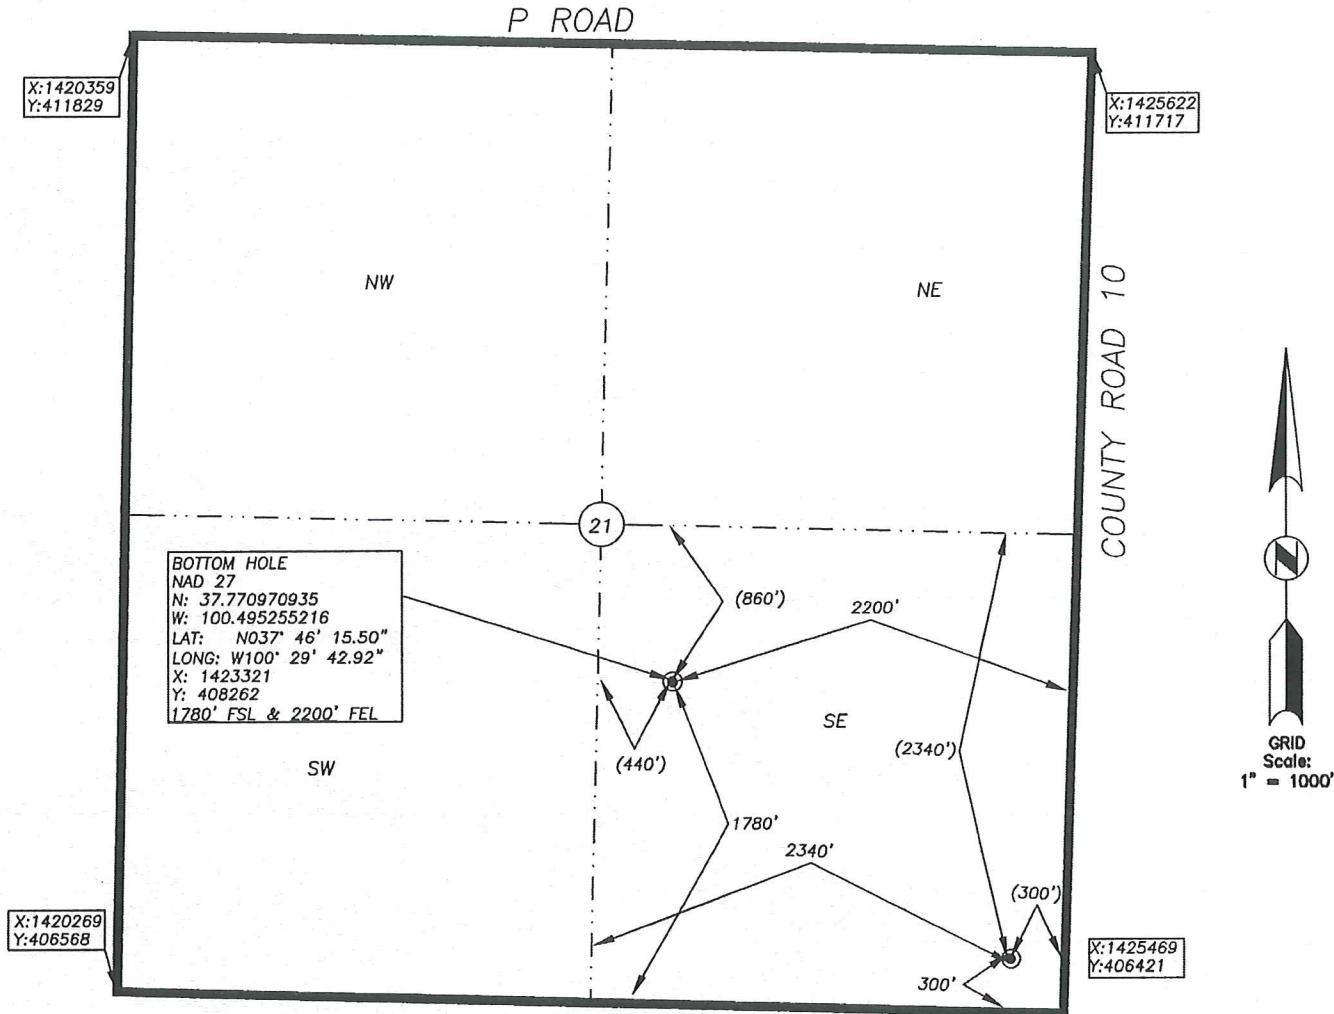 P ROAD
X:1420359
Y:411829
X:1425622
Y:411717
NW
NE
COUNTY ROAD 10
21
BOTTOM HOLE
NAD 27
N: 37.770970935
W: 100.495255216
LAT: N037° 46' 15.50"
LONG: W100° 29' 42.92"
X: 1423321
Y: 408262
1780' FSL & 2200' FEL
(860')
2200'
N
SE
(2340')
(440')
SW
GRID
Scale:
1" = 1000'
1780'
2340'
(300')
X:1420269
Y:406568
X:1425469
Y:406421
300'